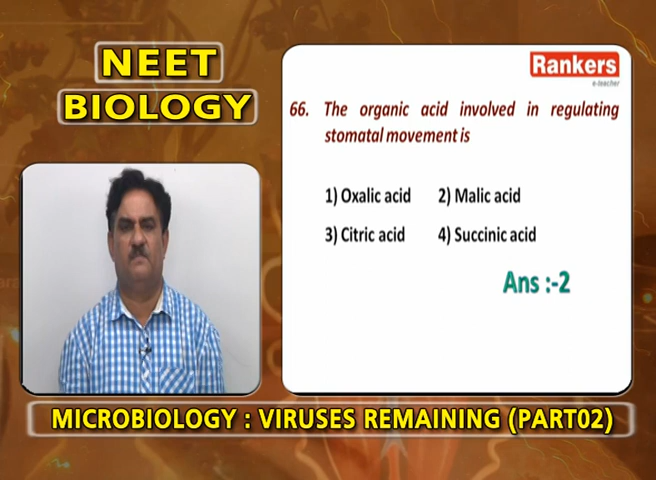 NEET
BIOLOGY
Rankers
e-teacher
66. The organic acid involved in regulating
stomatal movement is
1) Oxalic acid 2) Malic acid
3) Citric acid 4) Succinic acid
Ans :-2
MICROBIOLOGY : VIRUSES REMAINING (PART02)